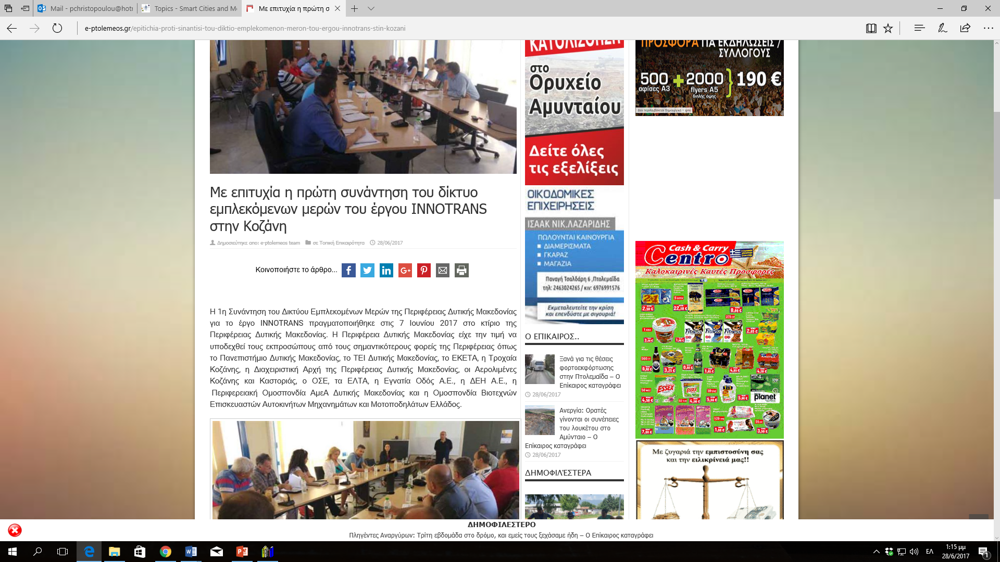 Mail - pchristopoulou@hotr
Topics - Smart Cities and Mo
Με επιτυχία η πρώτη σ
e-ptolemeos.gr/epitichia-proti-sinantisi-tou-diktio-emplekomenon-meron-tou-ergou-innotrans-stin-kozani
Με επιτυχία η πρώτη συνάντηση του δίκτυο
εμπλεκόμενων μερών του έργου INNOTRANS
στην Κοζάνη
Δημοσιεύτηκε απο: e-ptolemeos team σε Τοπική Επικαιρότητα 28/06/2017
Κοινοποιήστε το άρθρο...
Η 1η Συνάντηση του Δικτύου Εμπλεκομένων Μερών της Περιφέρειας Δυτικής Μακεδονίας
για το έργο INNOTRANS πραγματοποιήθηκε στις 7 Ιουνίου 2017 στο κτίριο της
Περιφέρειας Δυτικής Μακεδονίας. Η Περιφέρεια Δυτικής Μακεδονίας είχε την τιμή να
υποδεχθεί τους εκπροσώπους από τους σημαντικότερους φορείς της Περιφέρειας όπως
το Πανεπιστήμιο Δυτικής Μακεδονίας, το ΤΕΙ Δυτικής Μακεδονίας, το ΕΚΕΤΑ, η Τροχαία
Κοζάνης, η Διαχειριστική Αρχή της Περιφέρειας Δυτικής Μακεδονίας, οι Αερολιμένες
Κοζάνης και Καστοριάς, ο ΟΣΕ, τα ΕΛΤΑ, η Εγνατία Οδός Α.Ε., η ΔΕΗ Α.Ε., η
Περιφερειακή Ομοσπονδία ΑμεΑ Δυτικής Μακεδονίας και η Ομοσπονδία Βιοτεχνών
Επισκευαστών Αυτοκινήτων Μηχανημάτων και Μοτοποδηλάτων Ελλάδος.
στο
Ορυχείο
Αμυνταίου
Δείτε όλες
τις εξελίξεις
ΟΙΚΟΔΟΜΙΚΕΣ
ΕΠΙΧΕΙΡΗΣΕΙΣ
ΙΣΑΑΚ ΝΙΚ.ΛΑΖΑΡΙΔΗΣ
ΠΩΛΟΥΝΤΑΙ ΚΑΙΝΟΥΡΓΙΑ
ΔΙΑΜΕΡΙΣΜΑΤΑ
ΓΚΑΡΑΖ
ΜΑΓΑΖΙΑ
Παναγή Τσαλδάρη 6 ,Πτολεμαΐδα
τηλ: 2463024265 / κιν: 6976991576
Εκμεταλευτείτε την κρίση
και επενδύστε με σιγουριά!
Ο ΕΠΙΚΑΙΡΟΣ..
Ξανά για τις θέσεις
φορτοεκφόρτωσης
στην Πτολεμαΐδα – Ο
Επίκαιρος καταγράφει
28/06/2017
Ανεργία: Ορατές
γίνονται οι συνέπειες
του λουκέτου στο
Αμύνταιο – Ο
Επίκαιρος καταγράφει
28/06/2017
ΔΗΜΟΦΙΛΈΣΤΕΡΑ
ΠΡΟΣΦΟΡΑ ΓΙΑ ΕΚΔΗΛΩΣΕΙΣ /
ΣΥΛΛΟΓΟΥΣ
500 + 2000 } 190 €
αφίσες Α3 flyers Α5
διπλής όψης
Cash & Carry
Centro
Καλοκαιρινές Καυτές Προσφορές
Με ζυγαριά την εμπιστοσύνη σας
και την ειλικρίνειά μας!!
ΔΗΜΟΦΙΛΕΣΤΕΡΟ
Πληγέντες Αναργύρων: Τρίτη εβδομάδα στο δρόμο, και εμείς τους ξεχάσαμε ήδη – Ο Επίκαιρος καταγράφει
ΕΛ
1:15 μμ
28/6/2017